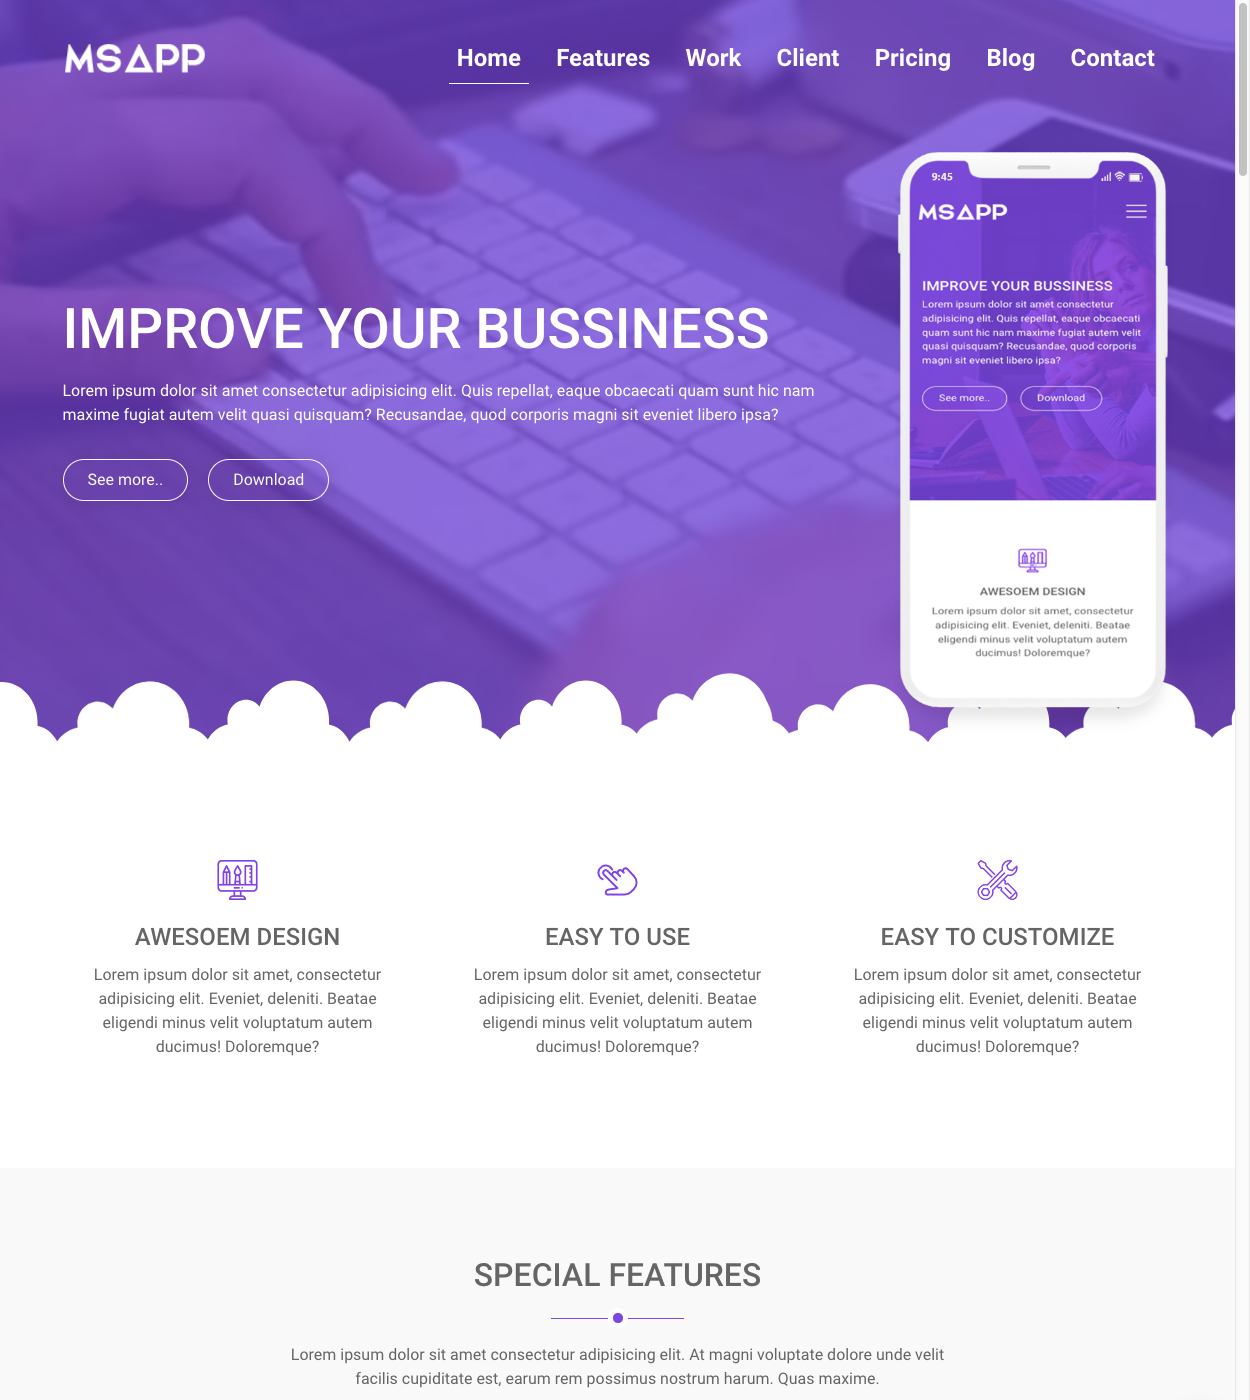 MSAPP
Home Features Work Client Pricing Blog Contact
IMPROVE YOUR BUSSINESS
Lorem ipsum dolor sit amet consectetur adipisicing elit. Quis repellat, eaque obcaecati quam sunt hic nam
maxime fugiat autem velit quasi quisquam? Recusandae, quod corporis magni sit eveniet libero ipsa?
See more.. Download
9:45
MSAPP
IMPROVE YOUR BUSSINESS
Lorem ipsum dolor sit amet consectetur
adipisicing elit. Quis repellat, eaque obcaecati
quam sunt hic nam maxime fugiat autem velit
quasi quisquam? Recusandae, quod corporis
magni sit eveniet libero ipsa?
See more.. Download
AWESOEM DESIGN
Lorem ipsum dolor sit amet, consectetur
adipisicing elit. Eveniet, deleniti. Beatae
eligendi minus velit voluptatum autem
ducimus! Doloremque?
AWESOEM DESIGN
Lorem ipsum dolor sit amet, consectetur
adipisicing elit. Eveniet, deleniti. Beatae
eligendi minus velit voluptatum autem
ducimus! Doloremque?
EASY TO USE
Lorem ipsum dolor sit amet, consectetur
adipisicing elit. Eveniet, deleniti. Beatae
eligendi minus velit voluptatum autem
ducimus! Doloremque?
EASY TO CUSTOMIZE
Lorem ipsum dolor sit amet, consectetur
adipisicing elit. Eveniet, deleniti. Beatae
eligendi minus velit voluptatum autem
ducimus! Doloremque?
SPECIAL FEATURES
Lorem ipsum dolor sit amet consectetur adipisicing elit. At magni voluptate dolore unde velit
facilis cupiditate est, earum rem possimus nostrum harum. Quas maxime.